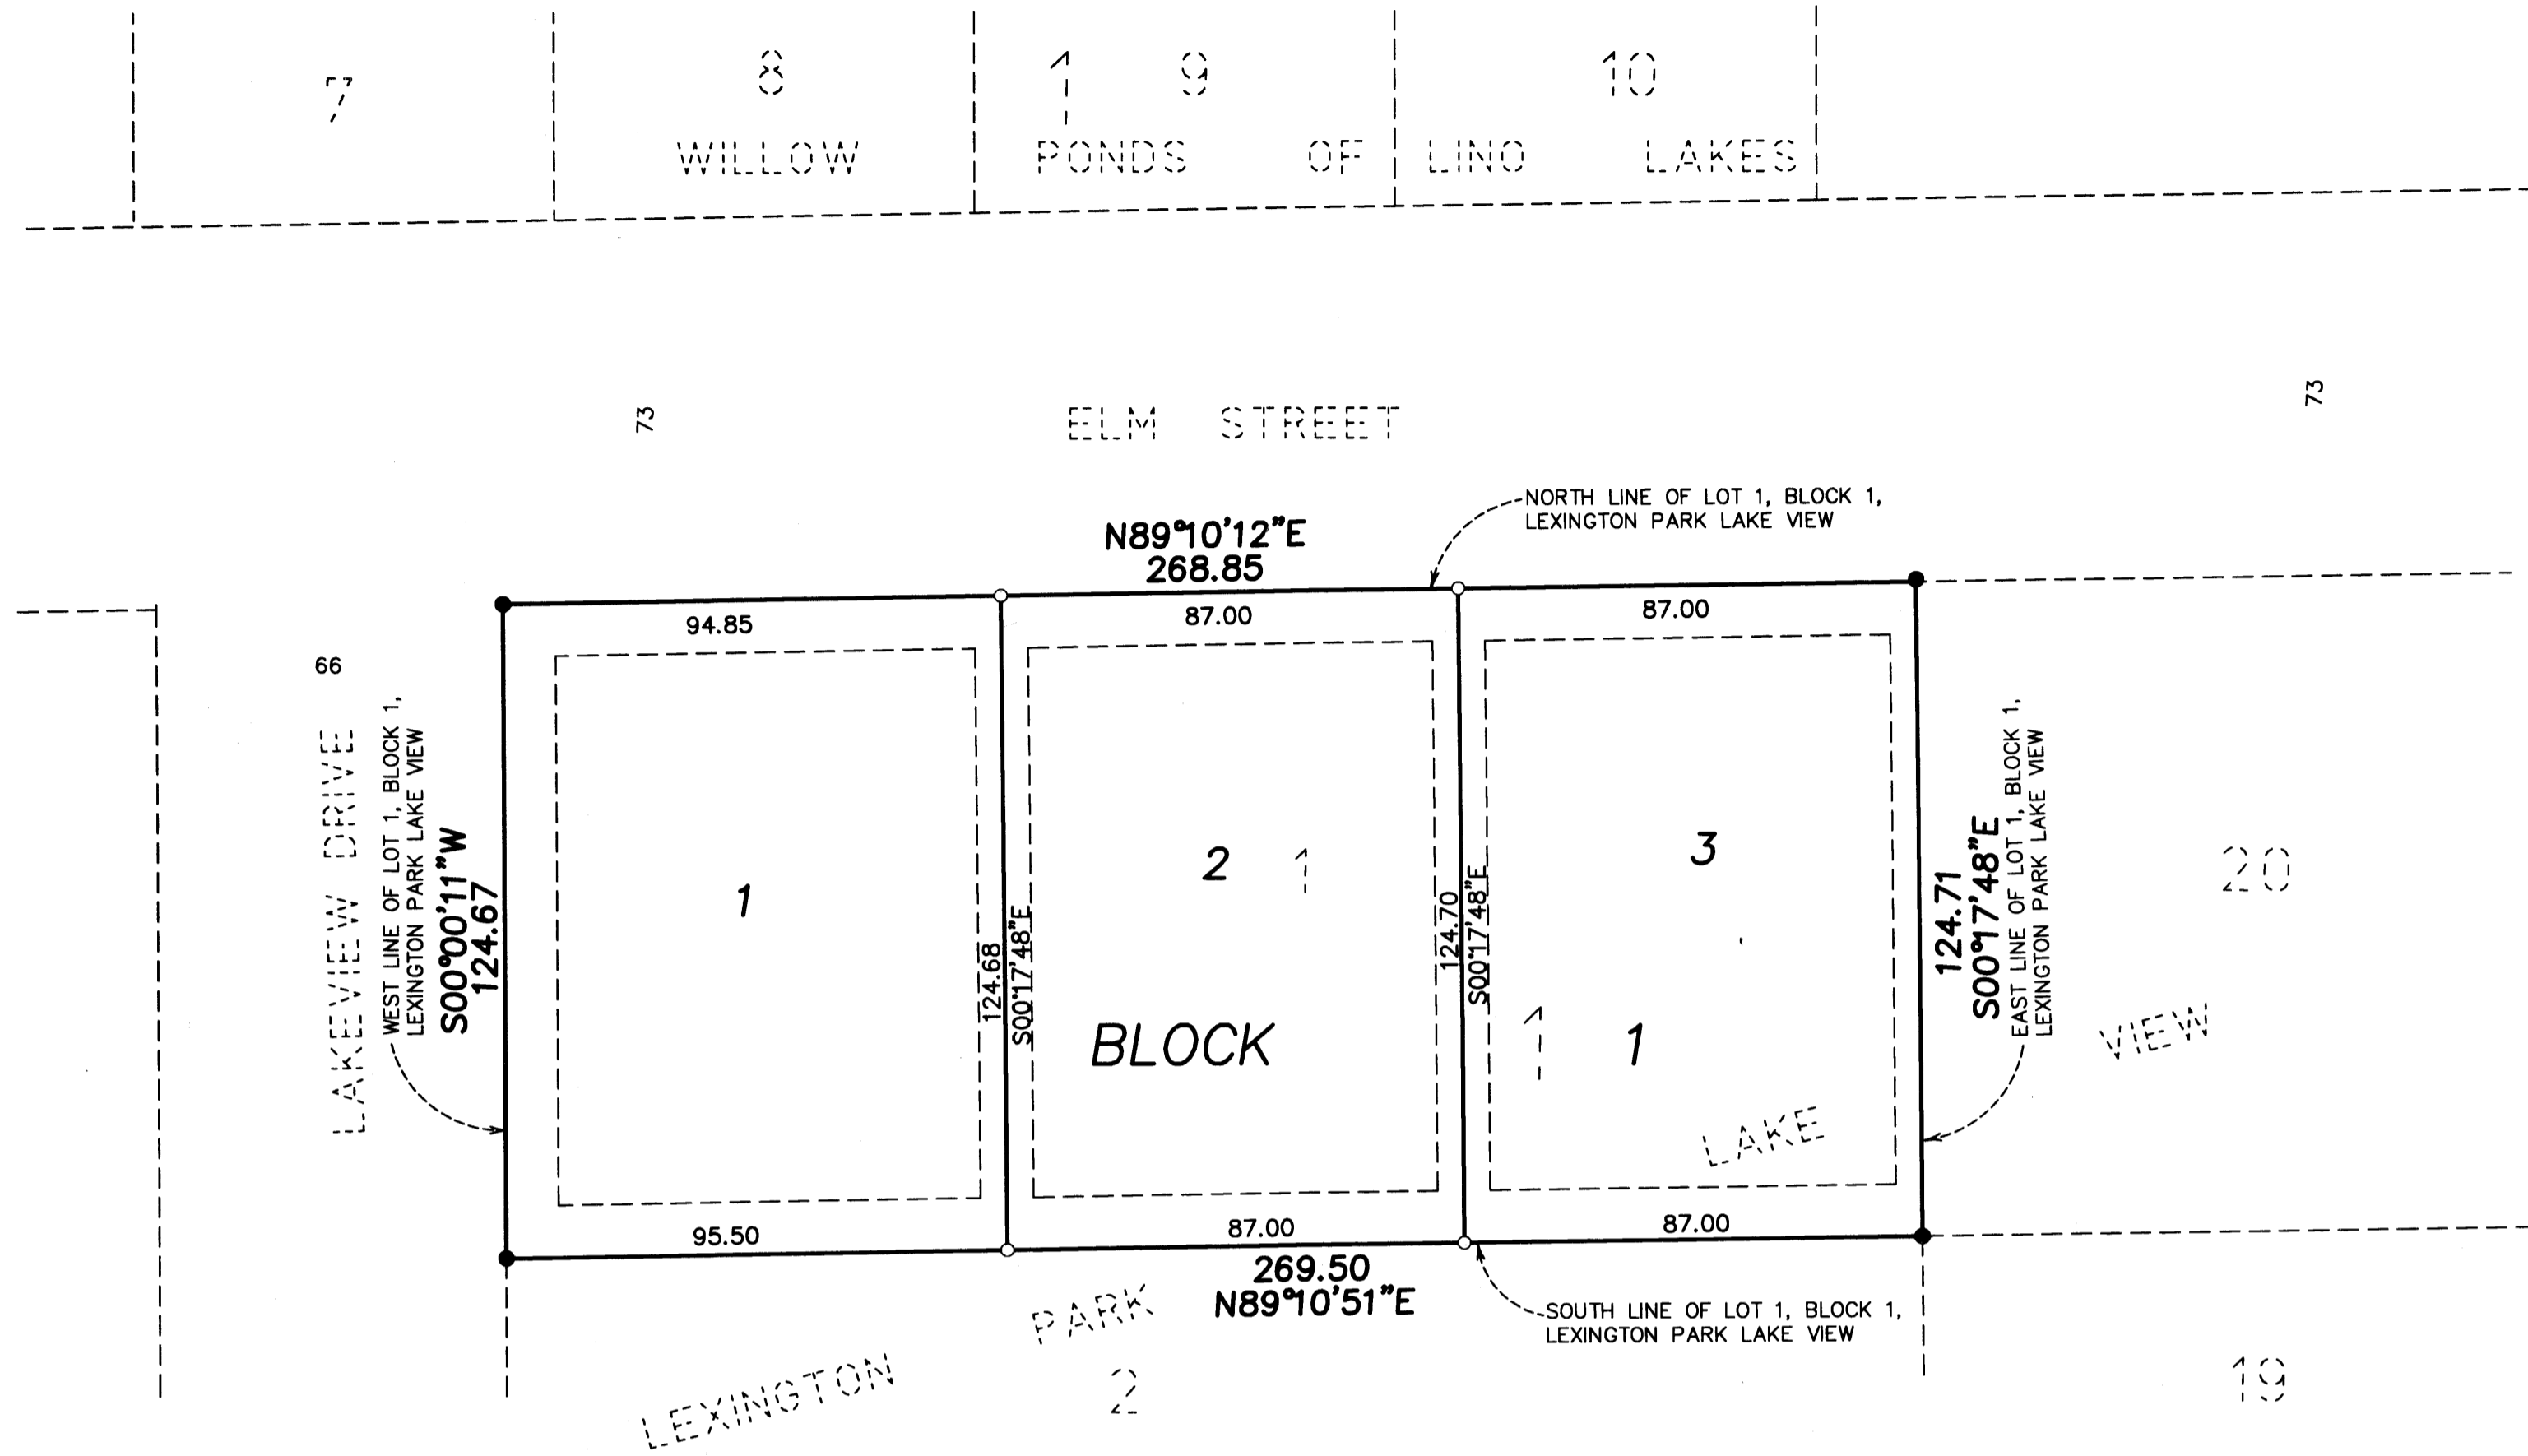 7
8
1
9
10
WILLOW PONDS OF LINO LAKES
73
73
ELM STREET
NORTH LINE OF LOT 1, BLOCK 1,
LEXINGTON PARK LAKE VIEW
N89°10'12"E
268.85
94.85
87.00
87.00
66
LAKEVIEW DRIVE
WEST LINE OF LOT 1, BLOCK 1,
LEXINGTON PARK LAKE VIEW
S00°00'11"W
124.67
1
124.68
S00°17'48"E
2
1
BLOCK
1
1
124.70
S00°17'48"E
3
124.71
S00°17'48"E
EAST LINE OF LOT 1, BLOCK 1,
LEXINGTON PARK LAKE VIEW
20
95.50
87.00
87.00
269.50
N89°10'51"E
SOUTH LINE OF LOT 1, BLOCK 1,
LEXINGTON PARK LAKE VIEW
LEXINGTON PARK LAKE VIEW
2
19